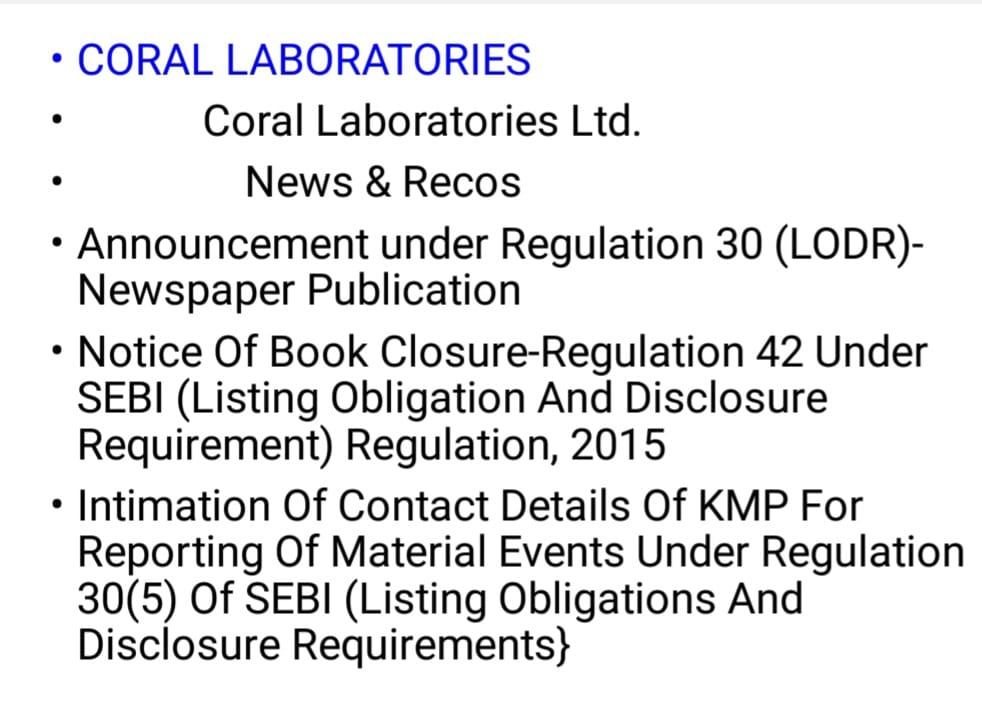 • CORAL LABORATORIES
• Coral Laboratories Ltd.
• News & Recos
• Announcement under Regulation 30 (LODR)-
Newspaper Publication
• Notice Of Book Closure-Regulation 42 Under
SEBI (Listing Obligation And Disclosure
Requirement) Regulation, 2015
• Intimation Of Contact Details Of KMP For
Reporting Of Material Events Under Regulation
30(5) Of SEBI (Listing Obligations And
Disclosure Requirements}